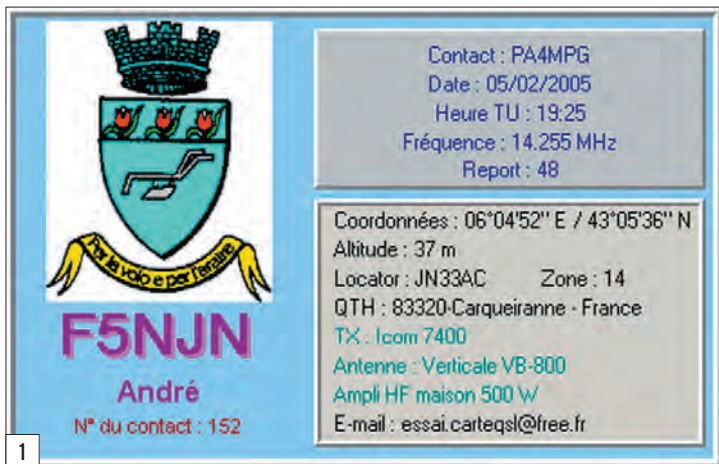 Contact : PA4MPG
Date : 05/02/2005
Heure TU : 19:25
Fréquence : 14.255 MHz
Report : 48
Por la volo e per l'eraire
F5NJN
André
N° du contact : 152
Coordonnées : 06°04'52'' E / 43°05'36'' N
Altitude : 37 m
Locator : JN33AC Zone : 14
QTH : 83320-Carqueiranne - France
TX : Icom 7400
Antenne : Verticale VB-800
Ampli HF maison 500 W
E-mail : essai.carteqsl@free.fr
1